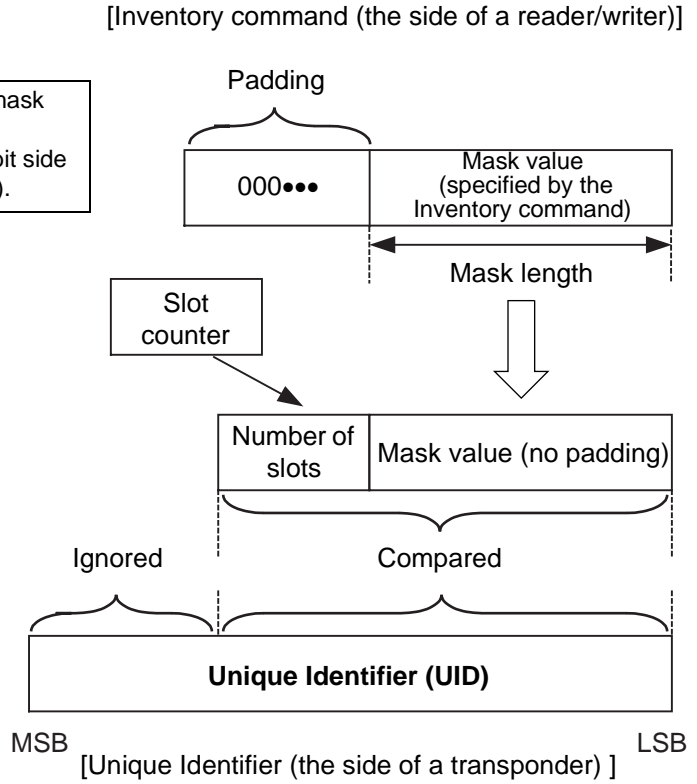 [Inventory command (the side of a reader/writer)]
Padding
mask
bit side
).
000•••
Mask value
(specified by the
Inventory command)
Mask length
Slot
counter
Number of
slots
Mask value (no padding)
Ignored
Compared
Unique Identifier (UID)
MSB
LSB
[Unique Identifier (the side of a transponder) ]